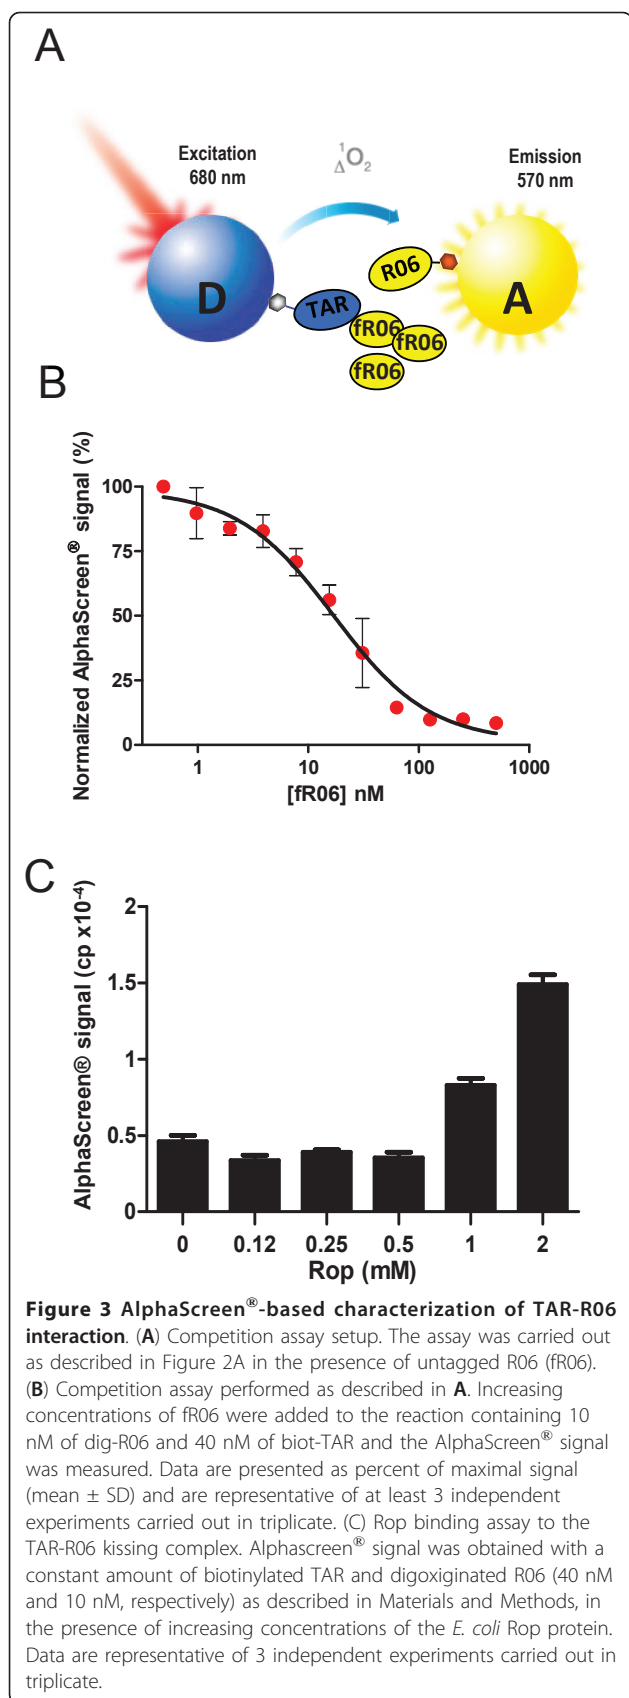 A
Excitation
680 nm
1
ΔO2
Emission
570 nm
D
TAR
fR06
fR06
fR06
R06
A
B
Normalized AlphaScreen® signal (%)
100
75
50
25
0
1
10
100
1000
[fR06] nM
C
AlphaScreen® signal (cp x10-4)
2
1.5
1
0.5
0
0
0.12
0.25
0.5
1
2
Rop (mM)
Figure 3 AlphaScreen®-based characterization of TAR-R06
interaction. (A) Competition assay setup. The assay was carried out
as described in Figure 2A in the presence of untagged R06 (fR06).
(B) Competition assay performed as described in A. Increasing
concentrations of fR06 were added to the reaction containing 10
nM of dig-R06 and 40 nM of biot-TAR and the AlphaScreen® signal
was measured. Data are presented as percent of maximal signal
(mean ± SD) and are representative of at least 3 independent
experiments carried out in triplicate. (C) Rop binding assay to the
TAR-R06 kissing complex. Alphascreen® signal was obtained with a
constant amount of biotinylated TAR and digoxiginated R06 (40 nM
and 10 nM, respectively) as described in Materials and Methods, in
the presence of increasing concentrations of the E. coli Rop protein.
Data are representative of 3 independent experiments carried out in
triplicate.